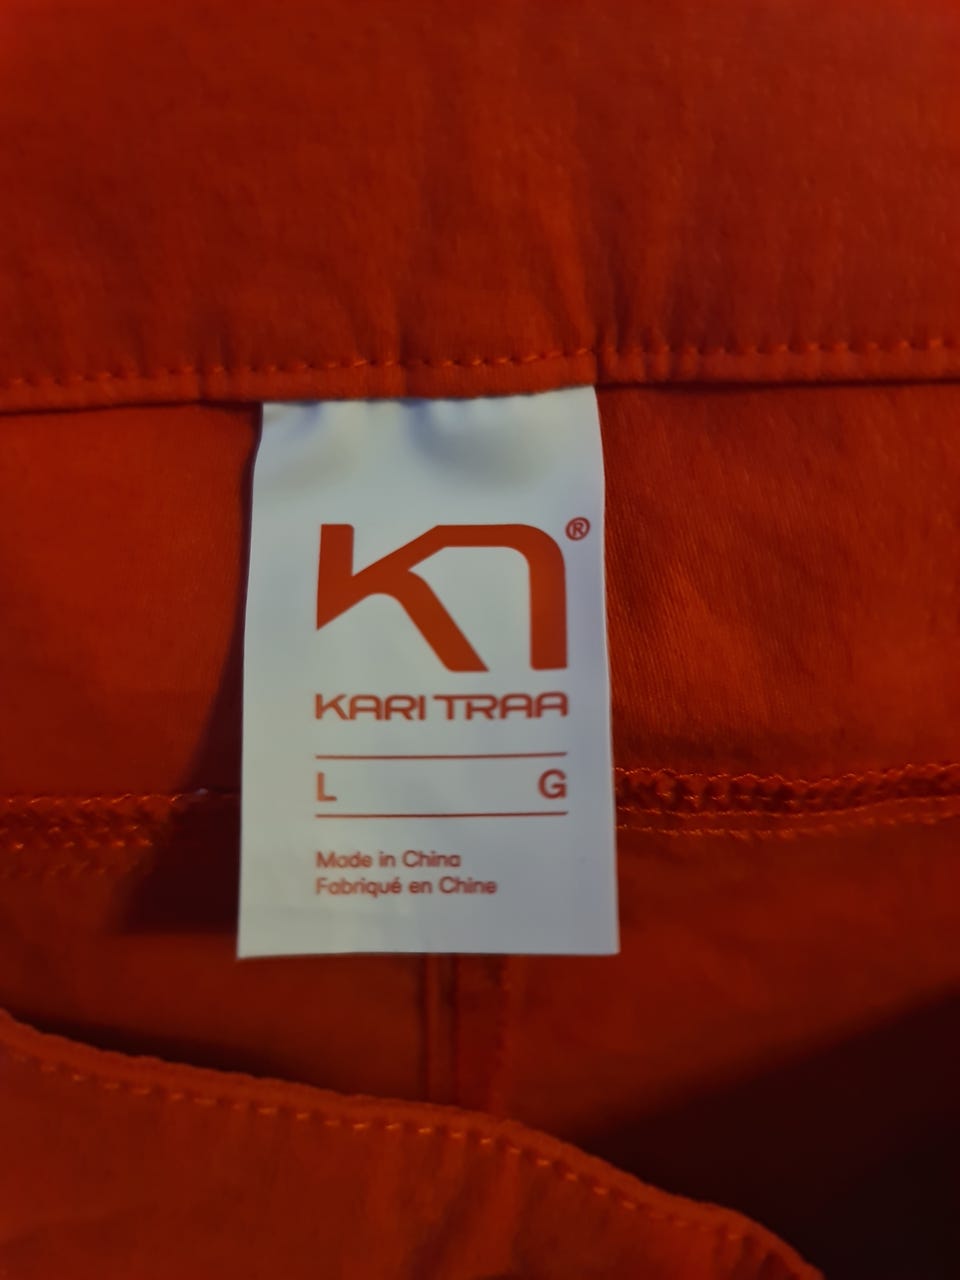 KN®
KARI TRAA
L G
Made in China
Fabriqué en Chine